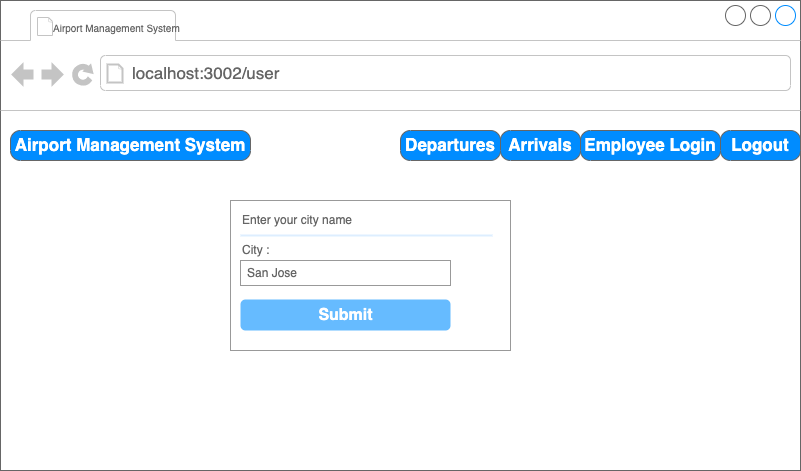 Airport Management System
localhost:3002/user
Airport Management System Departures Arrivals Employee Login Logout
Enter your city name
City :
San Jose
Submit